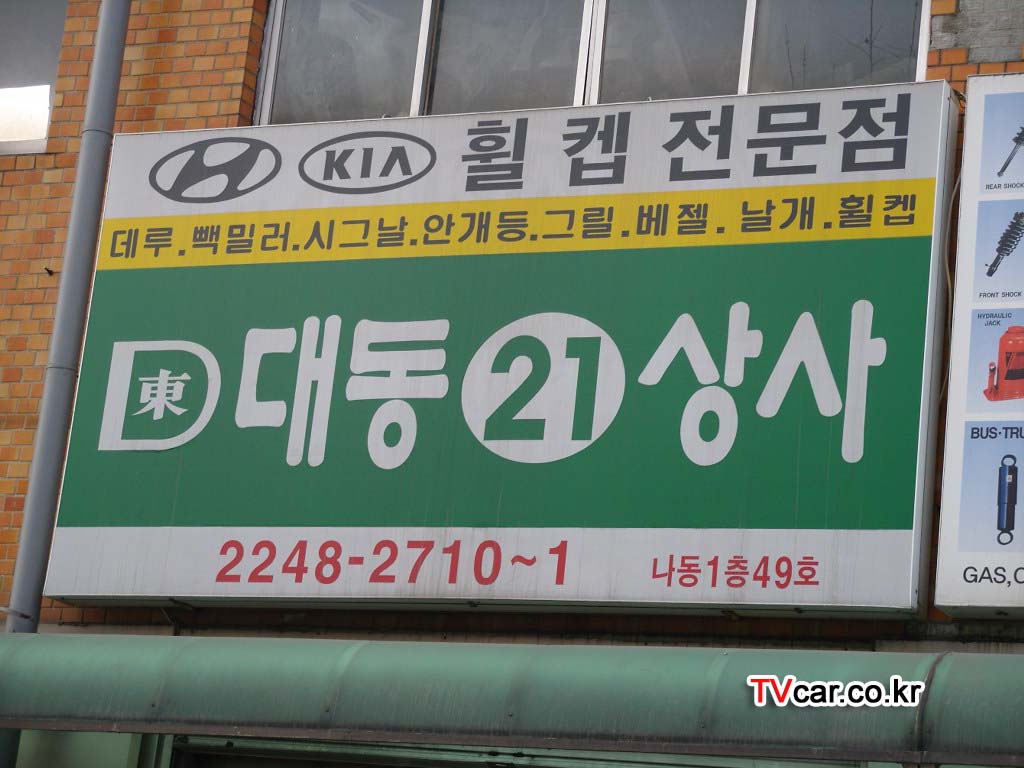 KIA 휠 켑 전문점
데루.빽밀러.시그날.안개등.그릴.베젤.날개.휠켑
東 대동21상사
2248-2710~1 나동1층49호
REAR SHOCK
FRONT SHOCK
HYDRAULIC
JACK
BUS·TRU
GAS,
TVcar.co.kr